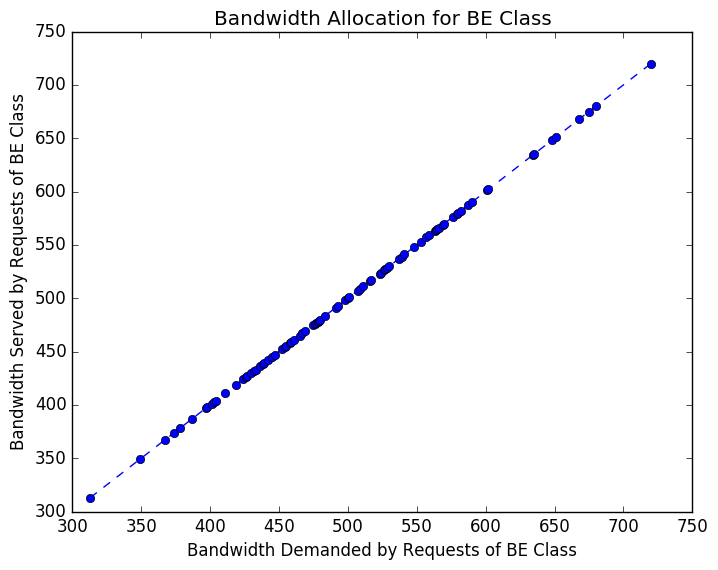 Bandwidth Allocation for BE Class
750
700
650
600
550
500
450
400
350
300
Bandwidth Served by Requests of BE Class
300 350 400 450 500 550 600 650 700 750
Bandwidth Demanded by Requests of BE Class